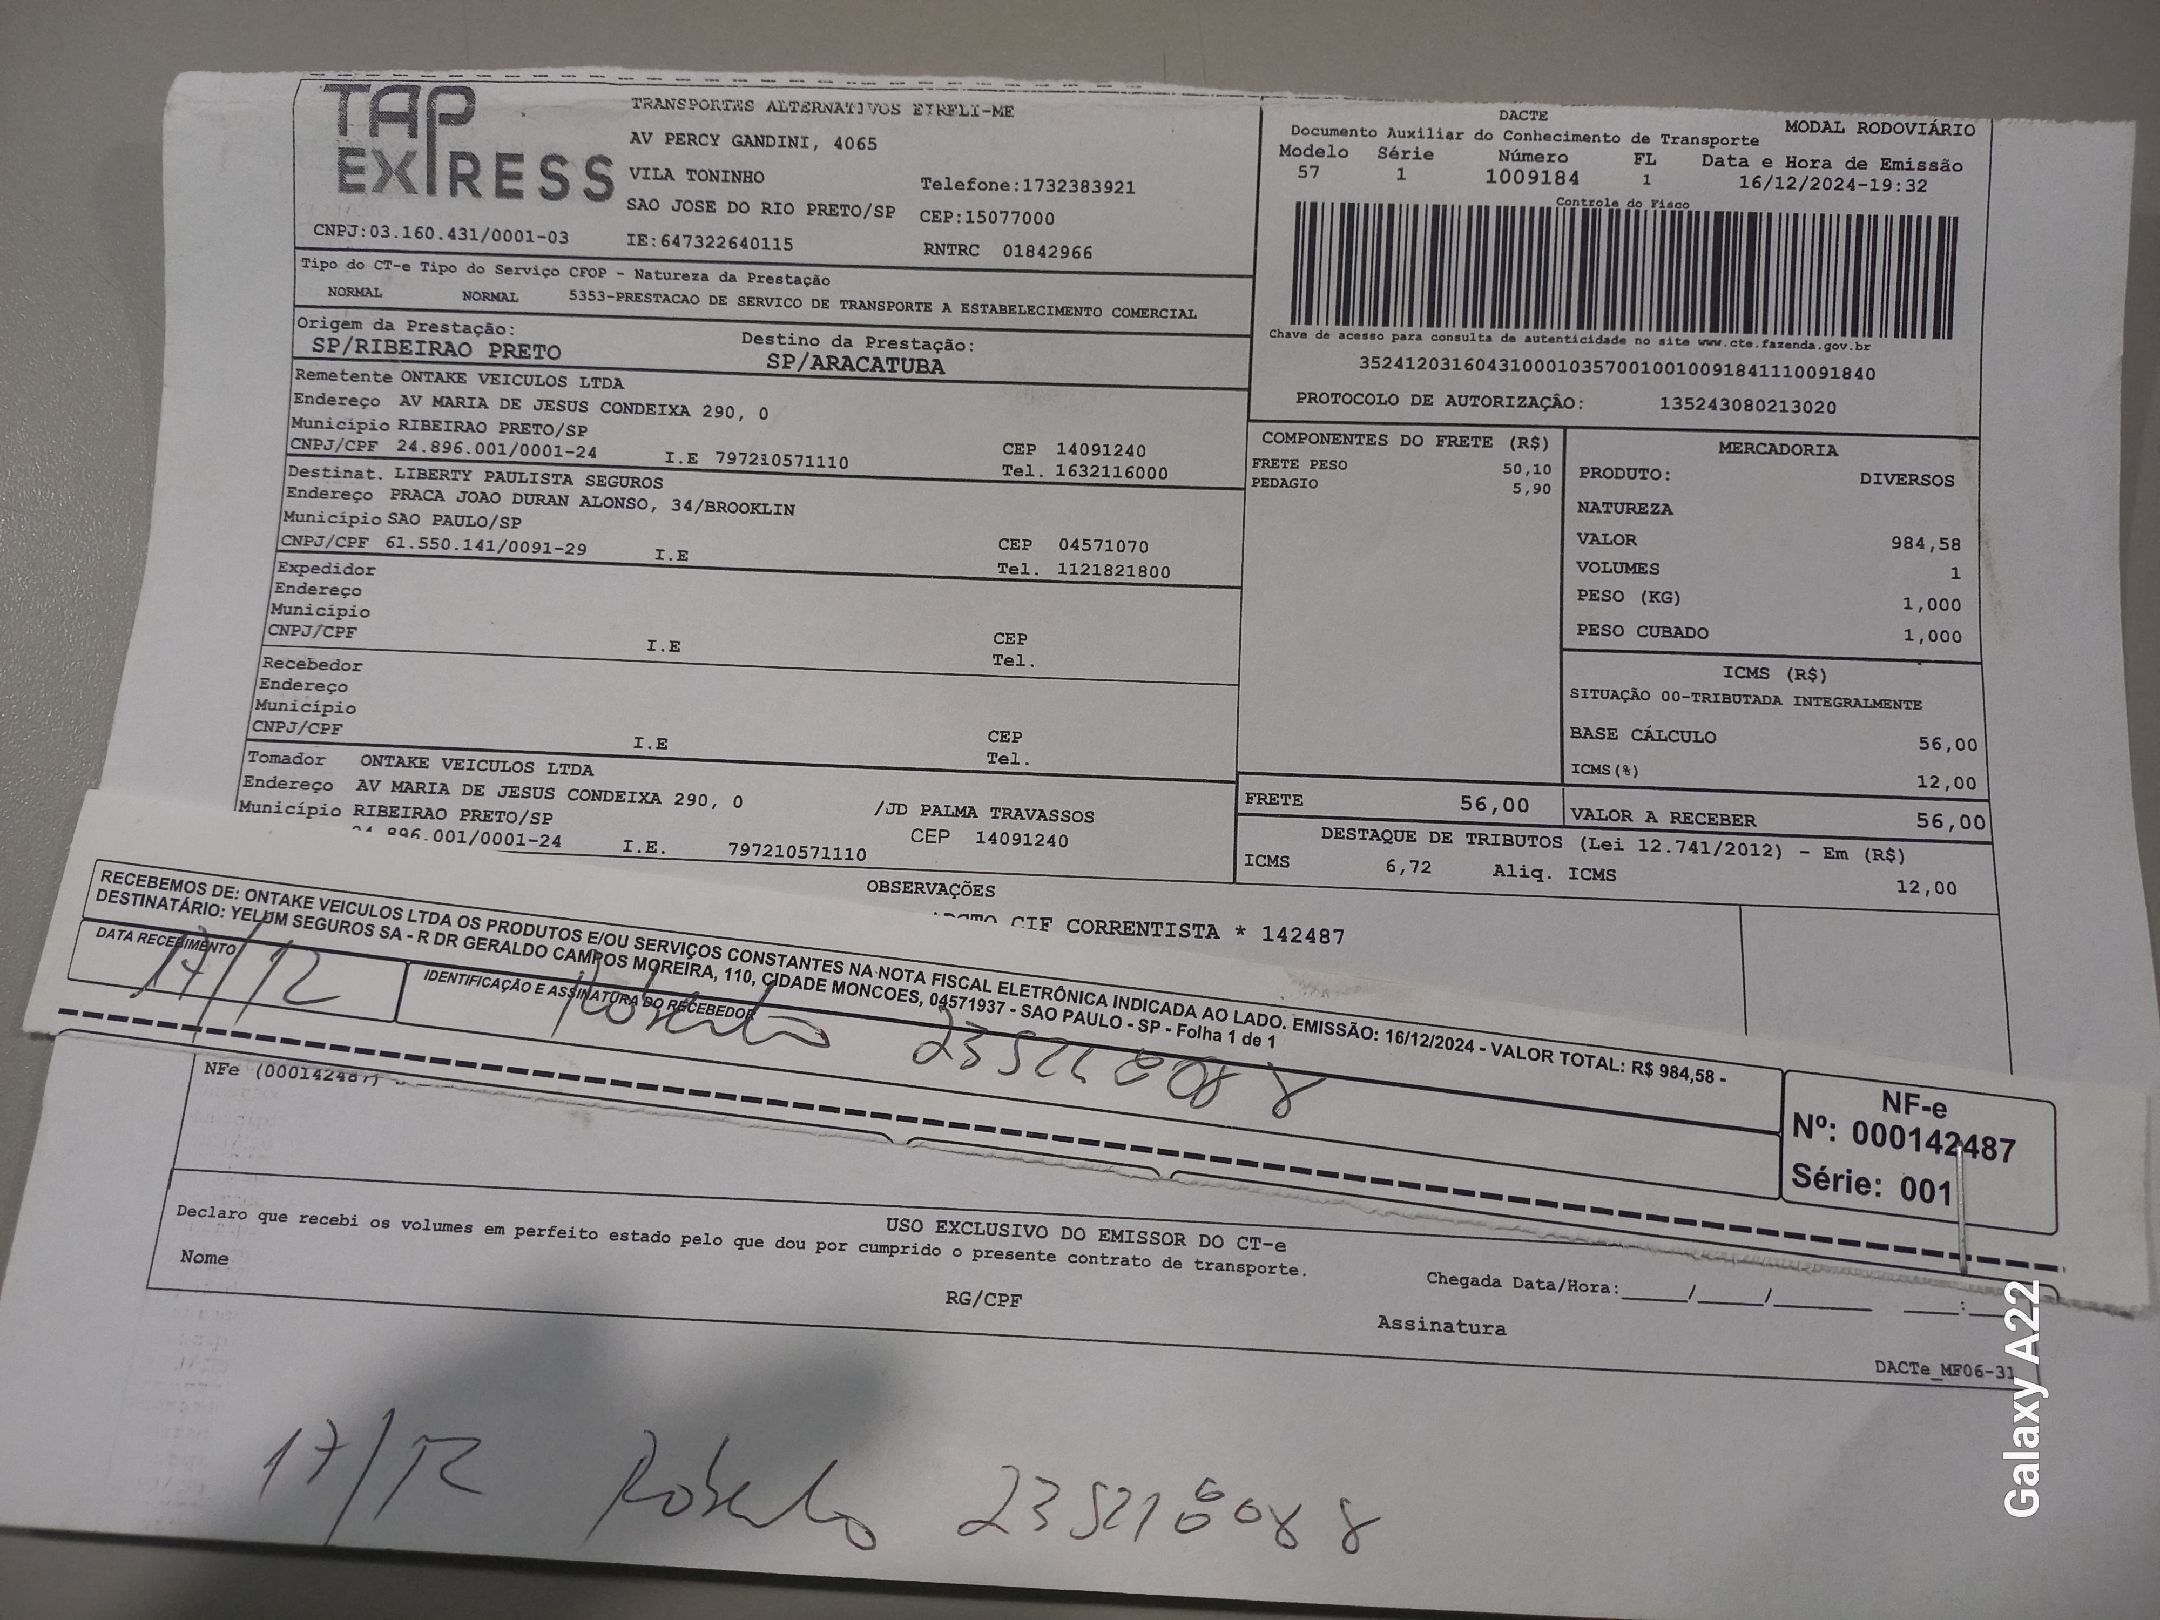 TAP EXPRESS
TRANSPORTES ALTERNATIVOS EIRELI-ME
AV PERCY GANDINI, 4065
VILA TONINHO
Telefone:1732383921
SAO JOSE DO RIO PRETO/SP CEP:15077000
CNPJ:03.160.431/0001-03 IE:647322640115 RNTRC 01842966
DACTE
MODAL RODOVIÁRIO
Documento Auxiliar do Conhecimento de Transporte
Modelo Série Número FL Data e Hora de Emissão
57 1 1009184 1 16/12/2024-19:32
Controle do Fisco
Chave de acesso para consulta de autenticidade no site www.cte.fazenda.gov.br
35241203160431000103570010010091841110091840
PROTOCOLO DE AUTORIZAÇÃO: 135243080213020
Tipo do CT-e Tipo do Serviço CFOP - Natureza da Prestação
NORMAL NORMAL 5353-PRESTACAO DE SERVICO DE TRANSPORTE A ESTABELECIMENTO COMERCIAL
Origem da Prestação: Destino da Prestação:
SP/RIBEIRAO PRETO SP/ARACATUBA
Remetente ONTAKE VEICULOS LTDA
Endereço AV MARIA DE JESUS CONDEIXA 290, 0
Município RIBEIRAO PRETO/SP CEP 14091240
CNPJ/CPF 24.896.001/0001-24 I.E 797210571110 Tel. 1632116000
Destinat. LIBERTY PAULISTA SEGUROS
Endereço PRACA JOAO DURAN ALONSO, 34/BROOKLIN
Município SAO PAULO/SP CEP 04571070
CNPJ/CPF 61.550.141/0091-29 I.E Tel. 1121821800
Expedidor
Endereço
Município CEP
CNPJ/CPF I.E Tel.
Recebedor
Endereço
Município CEP
CNPJ/CPF I.E Tel.
Tomador ONTAKE VEICULOS LTDA
Endereço AV MARIA DE JESUS CONDEIXA 290, 0 /JD PALMA TRAVASSOS
Município RIBEIRAO PRETO/SP CEP 14091240
896.001/0001-24 I.E. 797210571110
COMPONENTES DO FRETE (R$)
FRETE PESO 50,10
PEDAGIO 5,90
MERCADORIA
PRODUTO: DIVERSOS
NATUREZA
VALOR 984,58
VOLUMES 1
PESO (KG) 1,000
PESO CUBADO 1,000
ICMS (R$)
SITUAÇÃO 00-TRIBUTADA INTEGRALMENTE
BASE CÁLCULO 56,00
ICMS(%) 12,00
FRETE 56,00 VALOR A RECEBER 56,00
DESTAQUE DE TRIBUTOS (Lei 12.741/2012) - Em (R$)
ICMS 6,72 Aliq. ICMS 12,00
OBSERVAÇÕES
CIF CORRENTISTA * 142487
RECEBEMOS DE: ONTAKE VEICULOS LTDA OS PRODUTOS E/OU SERVIÇOS CONSTANTES NA NOTA FISCAL ELETRÔNICA INDICADA AO LADO. EMISSÃO: 16/12/2024 - VALOR TOTAL: R$ 984,58 -
DESTINATÁRIO: YELUM SEGUROS SA - R DR GERALDO CAMPOS MOREIRA, 110, CIDADE MONCOES, 04571937 - SAO PAULO - SP - Folha 1 de 1
DATA RECEBIMENTO IDENTIFICAÇÃO E ASSINATURA DO RECEBEDOR
17/12 Roberto
NF-e
Nº: 000142487
Série: 001
NFe (000142487)
USO EXCLUSIVO DO EMISSOR DO CT-e
Declaro que recebi os volumes em perfeito estado pelo que dou por cumprido o presente contrato de transporte.
Nome RG/CPF Chegada Data/Hora:_____/_____/_______ ____:____
Assinatura
DACTe_MF06-31
17/12 Roberto 235218088
Galaxy A22